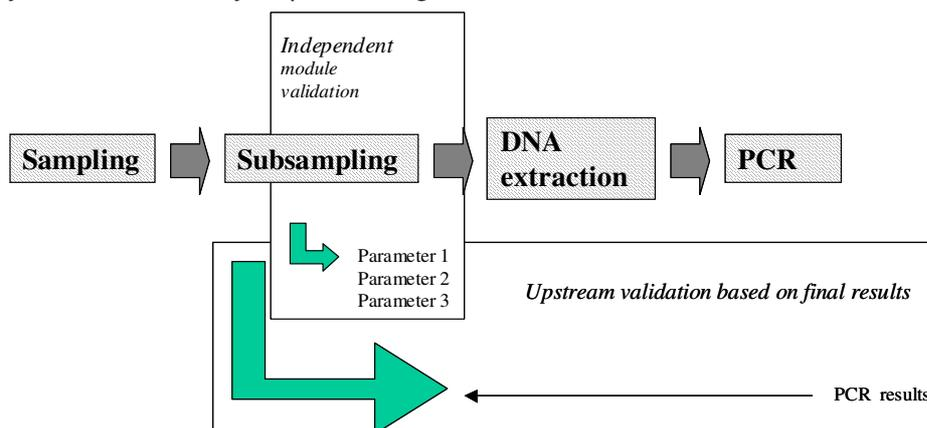 Independent
module
validation
Sampling
Subsampling
DNA
extraction
PCR
Parameter 1
Parameter 2
Parameter 3
Upstream validation based on final results
PCR results